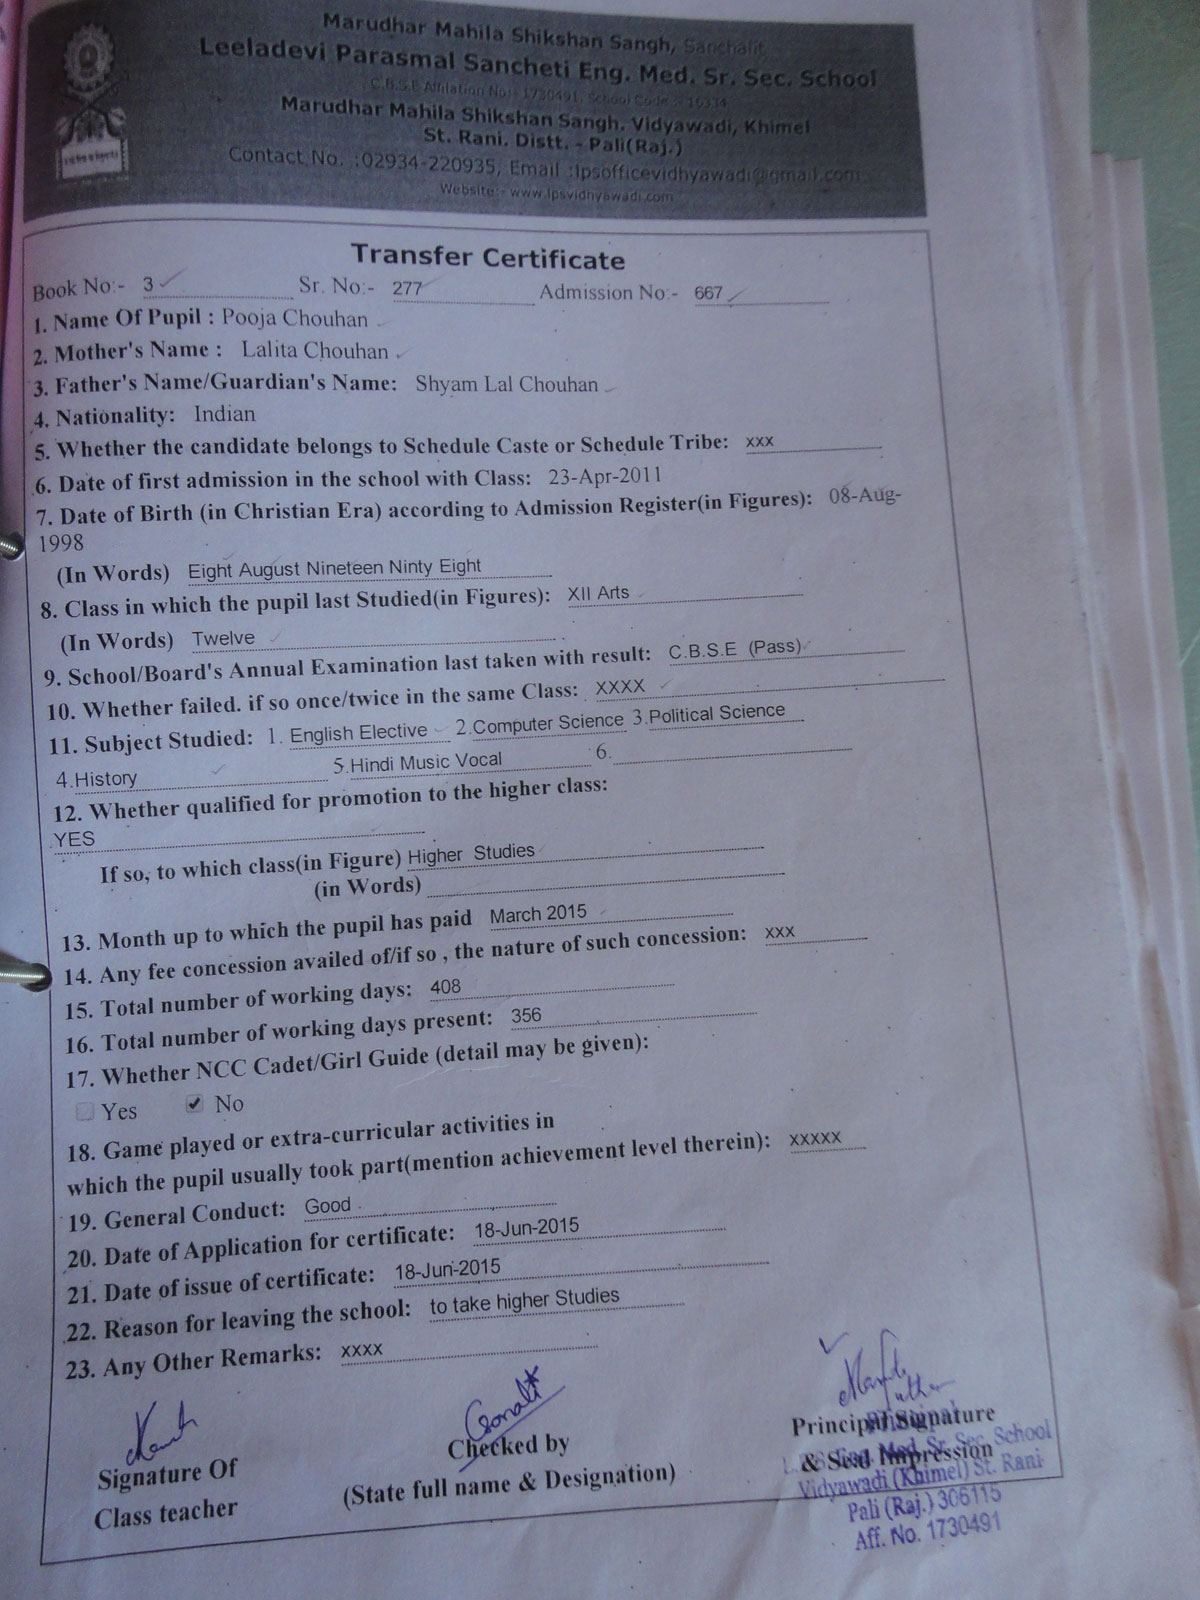 Marudhar Mahila Shikshan Sangh, Sanchalit
Leeladevi Parasmal Sancheti Eng. Med. Sr. Sec. School
C.B.S.E Affilation No:- 1730491, School Code :- 16334
Marudhar Mahila Shikshan Sangh, Vidyawadi, Khimel
St. Rani, Distt. - Pali(Raj.)
Contact No. :02934-220935, Email :lpsofficevidhyawadi@gmail.com
Website:- www.lpsvidhyawadi.com
Transfer Certificate
Book No:- 3 Sr. No:- 277 Admission No:- 667
1. Name Of Pupil : Pooja Chouhan
2. Mother's Name : Lalita Chouhan
3. Father's Name/Guardian's Name: Shyam Lal Chouhan
4. Nationality: Indian
5. Whether the candidate belongs to Schedule Caste or Schedule Tribe: xxx
6. Date of first admission in the school with Class: 23-Apr-2011
7. Date of Birth (in Christian Era) according to Admission Register(in Figures): 08-Aug-
1998
(In Words) Eight August Nineteen Ninty Eight
8. Class in which the pupil last Studied(in Figures): XII Arts
(In Words) Twelve
9. School/Board's Annual Examination last taken with result: C.B.S.E (Pass)
10. Whether failed. if so once/twice in the same Class: XXXX
11. Subject Studied: 1. English Elective 2.Computer Science 3.Political Science
4.History 5.Hindi Music Vocal 6.
12. Whether qualified for promotion to the higher class:
YES
If so, to which class(in Figure) Higher Studies
(in Words)
13. Month up to which the pupil has paid March 2015
14. Any fee concession availed of/if so , the nature of such concession: xxx
15. Total number of working days: 408
16. Total number of working days present: 356
17. Whether NCC Cadet/Girl Guide (detail may be given):
Yes No
18. Game played or extra-curricular activities in
which the pupil usually took part(mention achievement level therein): xxxxx
19. General Conduct: Good
20. Date of Application for certificate: 18-Jun-2015
21. Date of issue of certificate: 18-Jun-2015
22. Reason for leaving the school: to take higher Studies
23. Any Other Remarks: xxxx
Signature Of
Class teacher
Checked by
(State full name & Designation)
Principal Signature
& Seal Impression
Principal
Eng. Med. Sr. Sec. School
Vidyawadi (Khimel) St. Rani
Pali (Raj.) 306115
Aff. No. 1730491